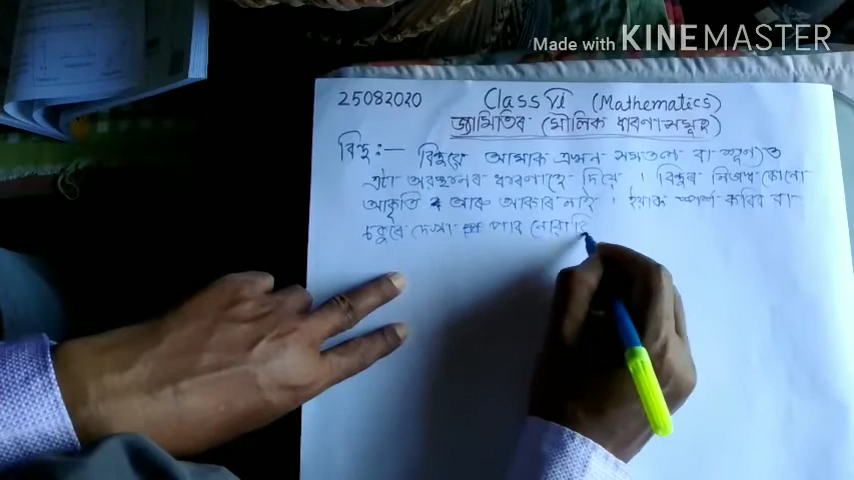 Made with KINEMASTER
25082020 Class VI (Mathematics)
জ্যামিতিৰ (মৌলিক ধাৰণাসমূহ)
বিন্দু :— বিন্দুৱে আমাক এখন সমতল বা শূণ্যত
এটা অৱস্থানৰ ধাৰণাহে দিয়ে । বিন্দুৰ নিজস্ব কোনো
আকৃতি আৰু আকাৰ নাই । ইয়াক স্পৰ্শ কৰিব বা
চকুৰে দেখা পাব নোৱাৰি